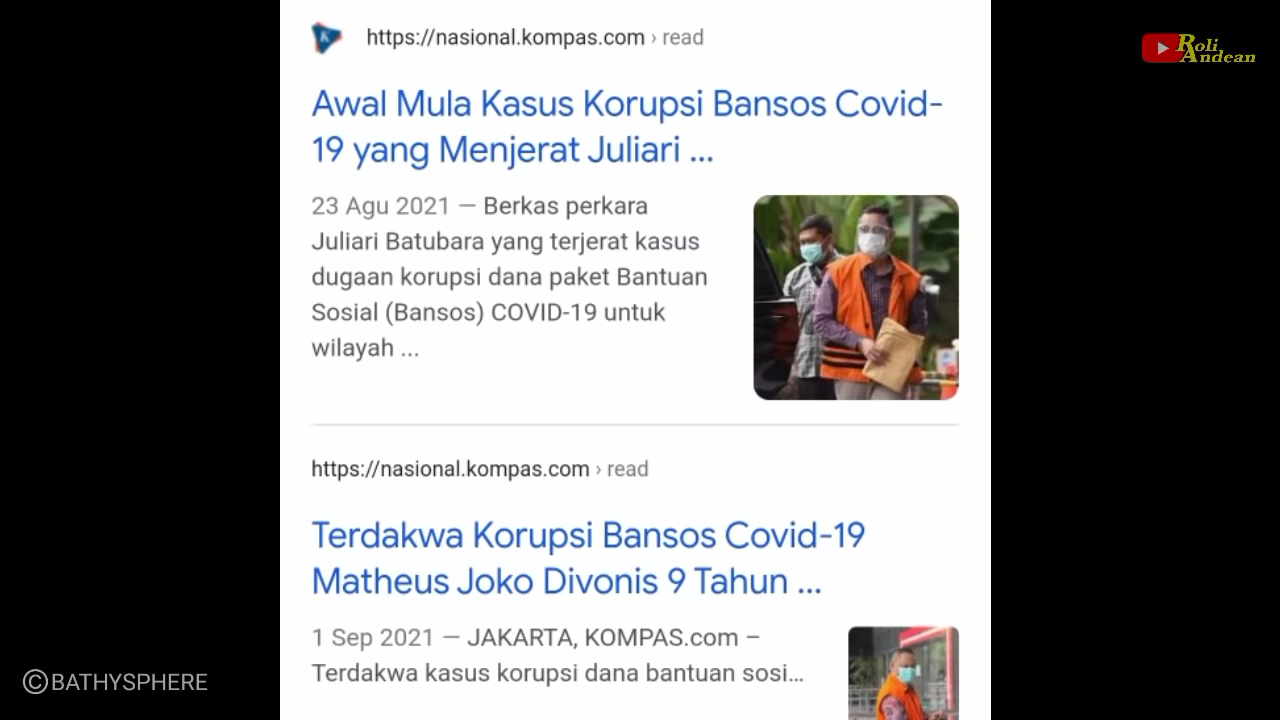 https://nasional.kompas.com › read
Roli
Andean
Awal Mula Kasus Korupsi Bansos Covid-
19 yang Menjerat Juliari ...
23 Agu 2021 — Berkas perkara
Juliari Batubara yang terjerat kasus
dugaan korupsi dana paket Bantuan
Sosial (Bansos) COVID-19 untuk
wilayah ...
https://nasional.kompas.com › read
Terdakwa Korupsi Bansos Covid-19
Matheus Joko Divonis 9 Tahun ...
1 Sep 2021 — JAKARTA, KOMPAS.com –
Terdakwa kasus korupsi dana bantuan sosi...
©BATHYSPHERE